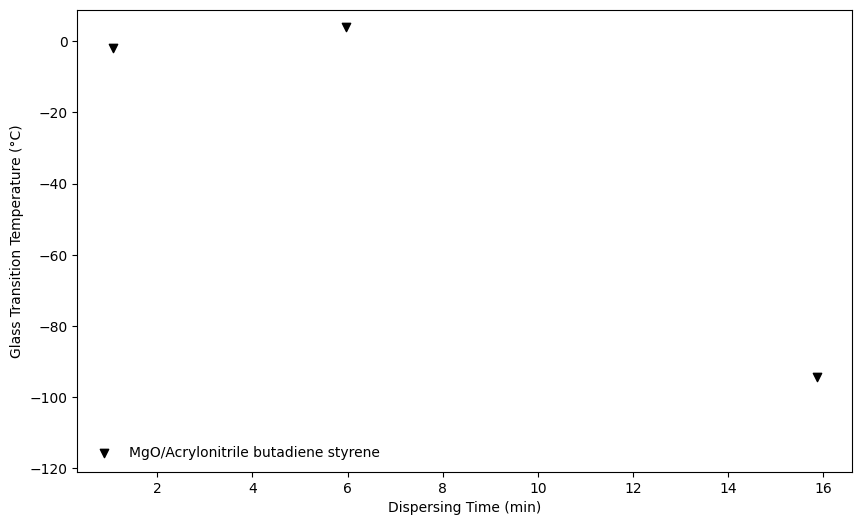 Glass Transition Temperature (°C)
0
−20
−40
−60
−80
−100
−120
MgO/Acrylonitrile butadiene styrene
2 4 6 8 10 12 14 16
Dispersing Time (min)